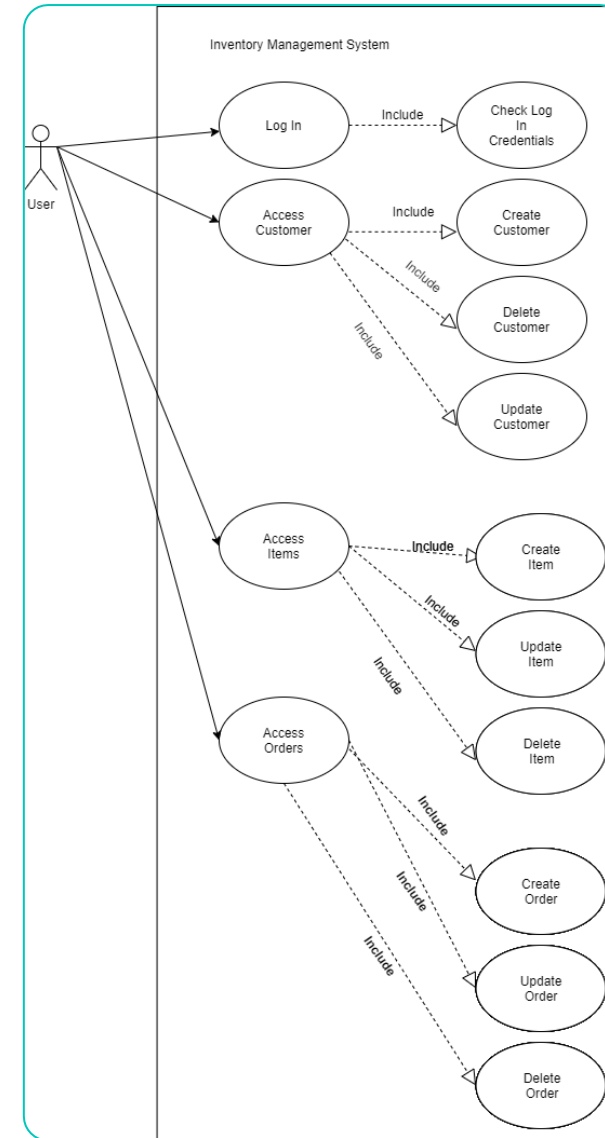 Inventory Management System
Log In
Include
Check Log
In
Credentials
User
Access
Customer
Include
Create
Customer
Include
Delete
Customer
Include
Update
Customer
Access
Items
Include
Create
Item
Include
Update
Item
Include
Delete
Item
Access
Orders
Include
Create
Order
Include
Update
Order
Include
Delete
Order